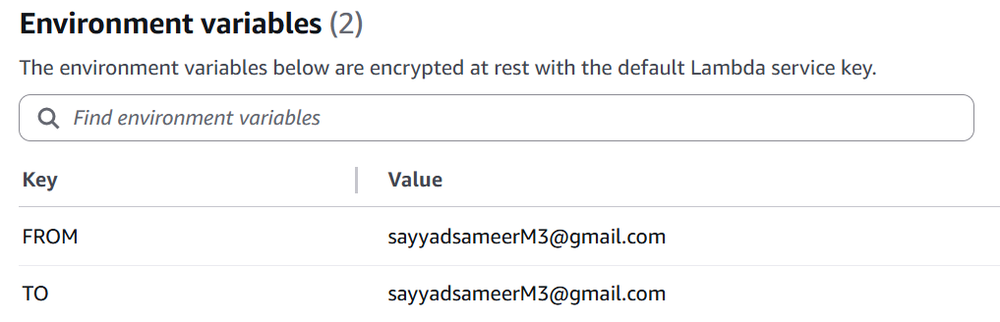 Environment variables (2)
The environment variables below are encrypted at rest with the default Lambda service key.
Find environment variables
Key Value
FROM sayyadsameerM3@gmail.com
TO sayyadsameerM3@gmail.com